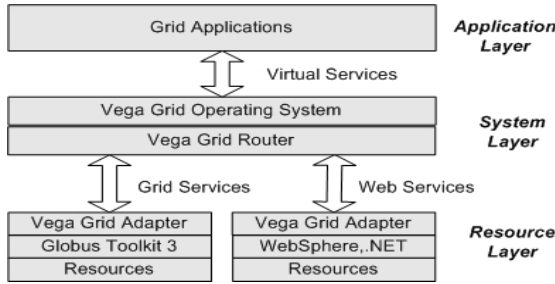 Grid Applications
Application
Layer
Virtual Services
Vega Grid Operating System
Vega Grid Router
System
Layer
Grid Services
Web Services
Vega Grid Adapter
Globus Toolkit 3
Resources
Vega Grid Adapter
WebSphere,.NET
Resources
Resource
Layer